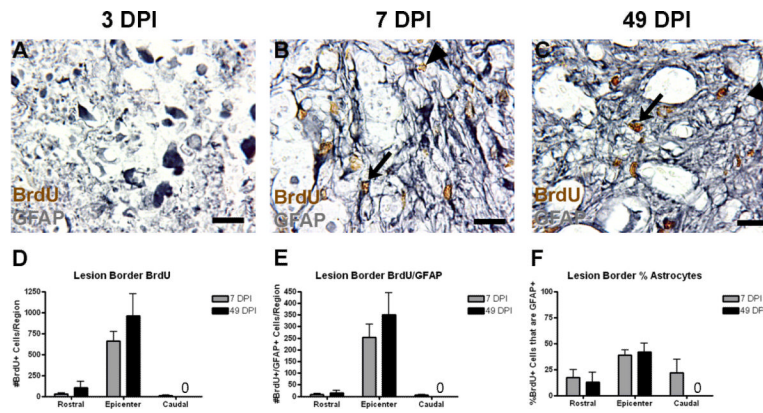 3 DPI 7 DPI 49 DPI
A B C
BrdU BrdU BrdU
GFAP GFAP GFAP
D E F
Lesion Border BrdU
#BrdU+ Cells/Region
1250
1000
750
500
250
0
7 DPI
49 DPI
0
Rostral Epicenter Caudal
Lesion Border BrdU/GFAP
#BrdU+/GFAP+ Cells/Region
450
400
350
300
250
200
150
100
50
0
7 DPI
49 DPI
0
Rostral Epicenter Caudal
Lesion Border % Astrocytes
%BrdU+ Cells that are GFAP+
100
75
50
25
0
7 DPI
49 DPI
0
Rostral Epicenter Caudal